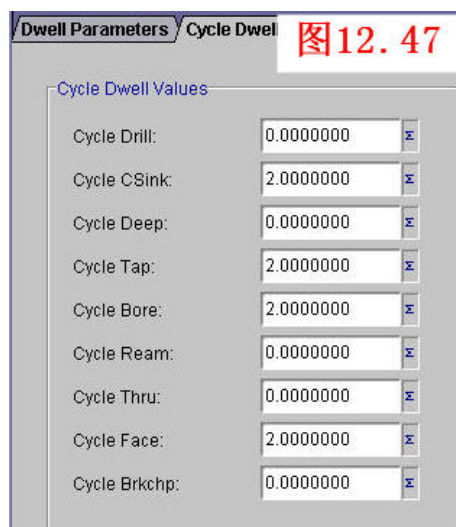 Dwell Parameters Cycle Dwell
图12.47
Cycle Dwell Values
Cycle Drill: 0.0000000 Σ
Cycle CSink: 2.0000000 Σ
Cycle Deep: 0.0000000 Σ
Cycle Tap: 2.0000000 Σ
Cycle Bore: 2.0000000 Σ
Cycle Ream: 0.0000000 Σ
Cycle Thru: 0.0000000 Σ
Cycle Face: 2.0000000 Σ
Cycle Brkchp: 0.0000000 Σ